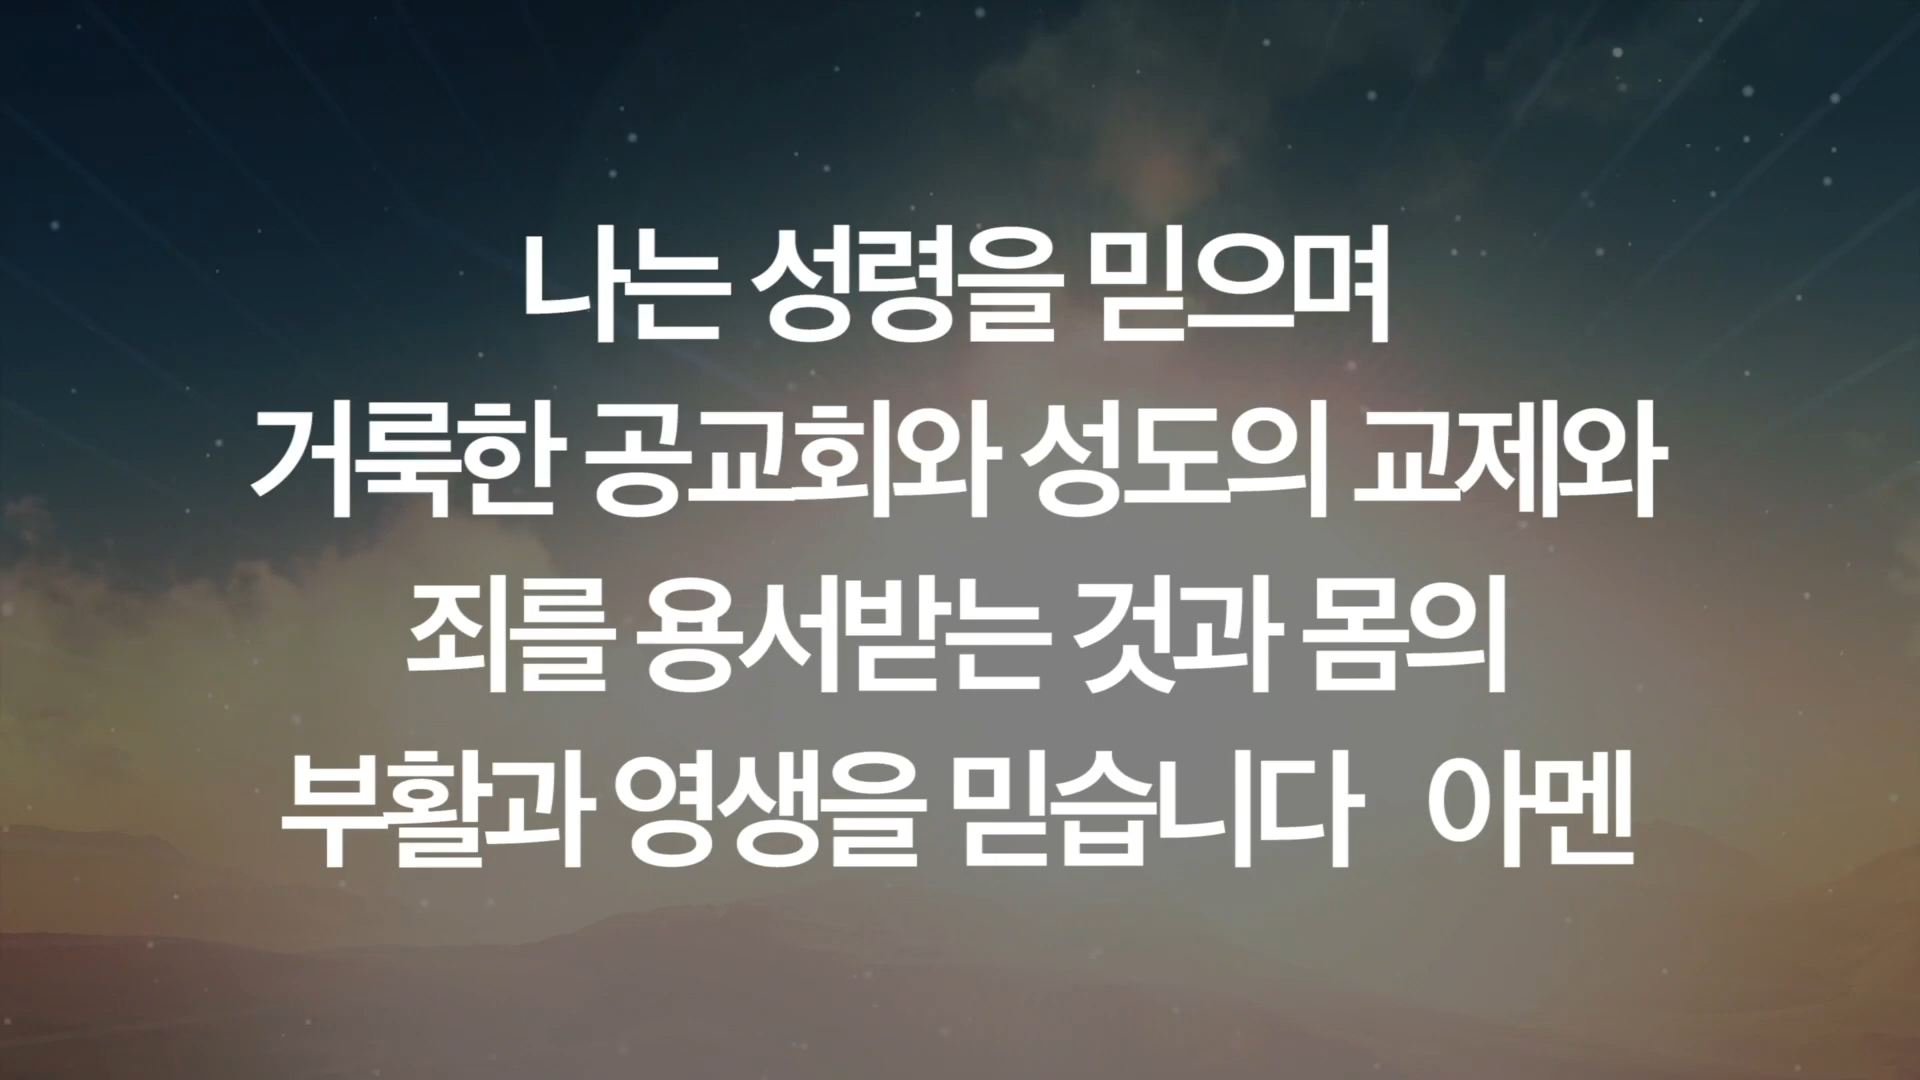 나는 성령을 믿으며
거룩한 공교회와 성도의 교제와
죄를 용서받는 것과 몸의
부활과 영생을 믿습니다 아멘